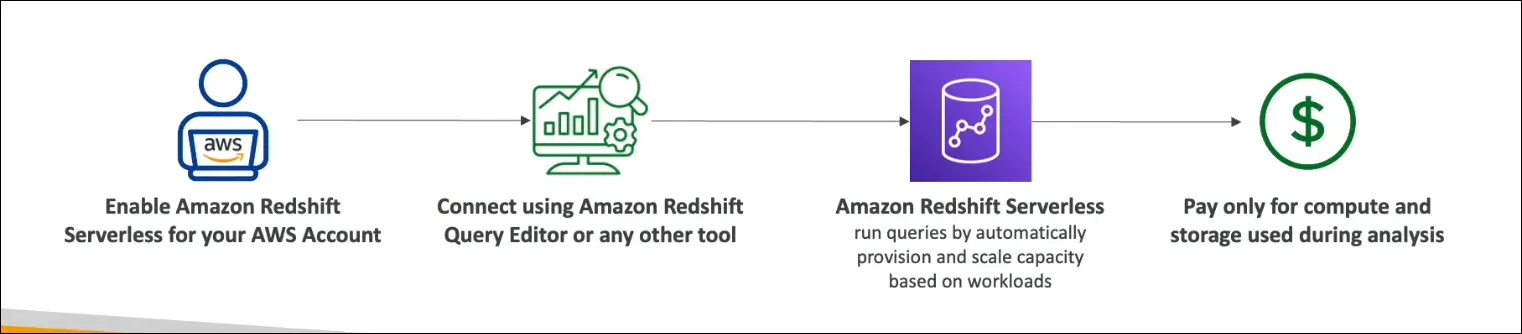 aws
Enable Amazon Redshift
Serverless for your AWS Account
Connect using Amazon Redshift
Query Editor or any other tool
Amazon Redshift Serverless
run queries by automatically
provision and scale capacity
based on workloads
$
Pay only for compute and
storage used during analysis